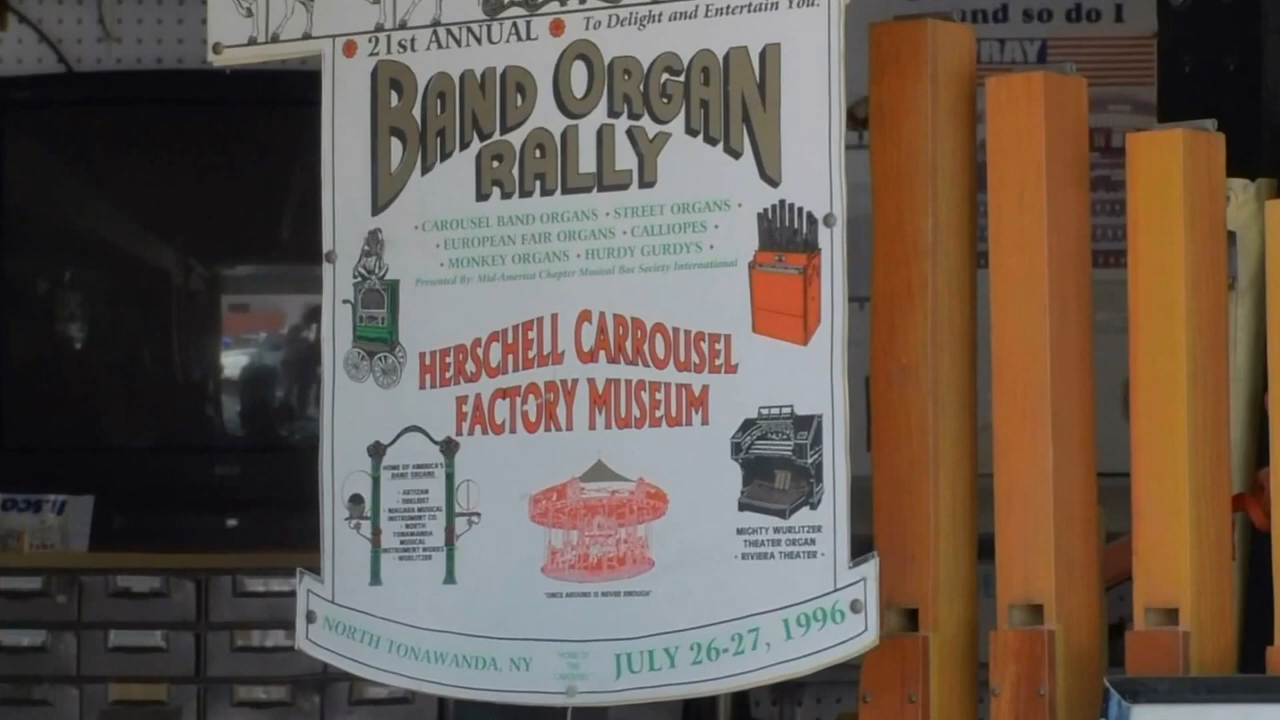 and so do I
RAY
To Delight and Entertain You.
21st ANNUAL
BAND ORGAN
RALLY
• CAROUSEL BAND ORGANS • STREET ORGANS •
• EUROPEAN FAIR ORGANS • CALLIOPES •
• MONKEY ORGANS • HURDY GURDY'S •
Presented By: Mid-America Chapter Musical Box Society International
HERSCHELL CARROUSEL
FACTORY MUSEUM
HOME OF AMERICA'S
BAND ORGANS
• ARTIZAN
• NIAGARA MUSICAL
INSTRUMENT CO.
• NORTH
TONAWANDA
MUSICAL
INSTRUMENT WORKS
• WURLITZER
MIGHTY WURLITZER
THEATER ORGAN
• RIVIERA THEATER •
"ONCE AROUND IS NEVER ENOUGH"
NORTH TONAWANDA, NY
HOME OF
THE
JULY 26-27, 1996